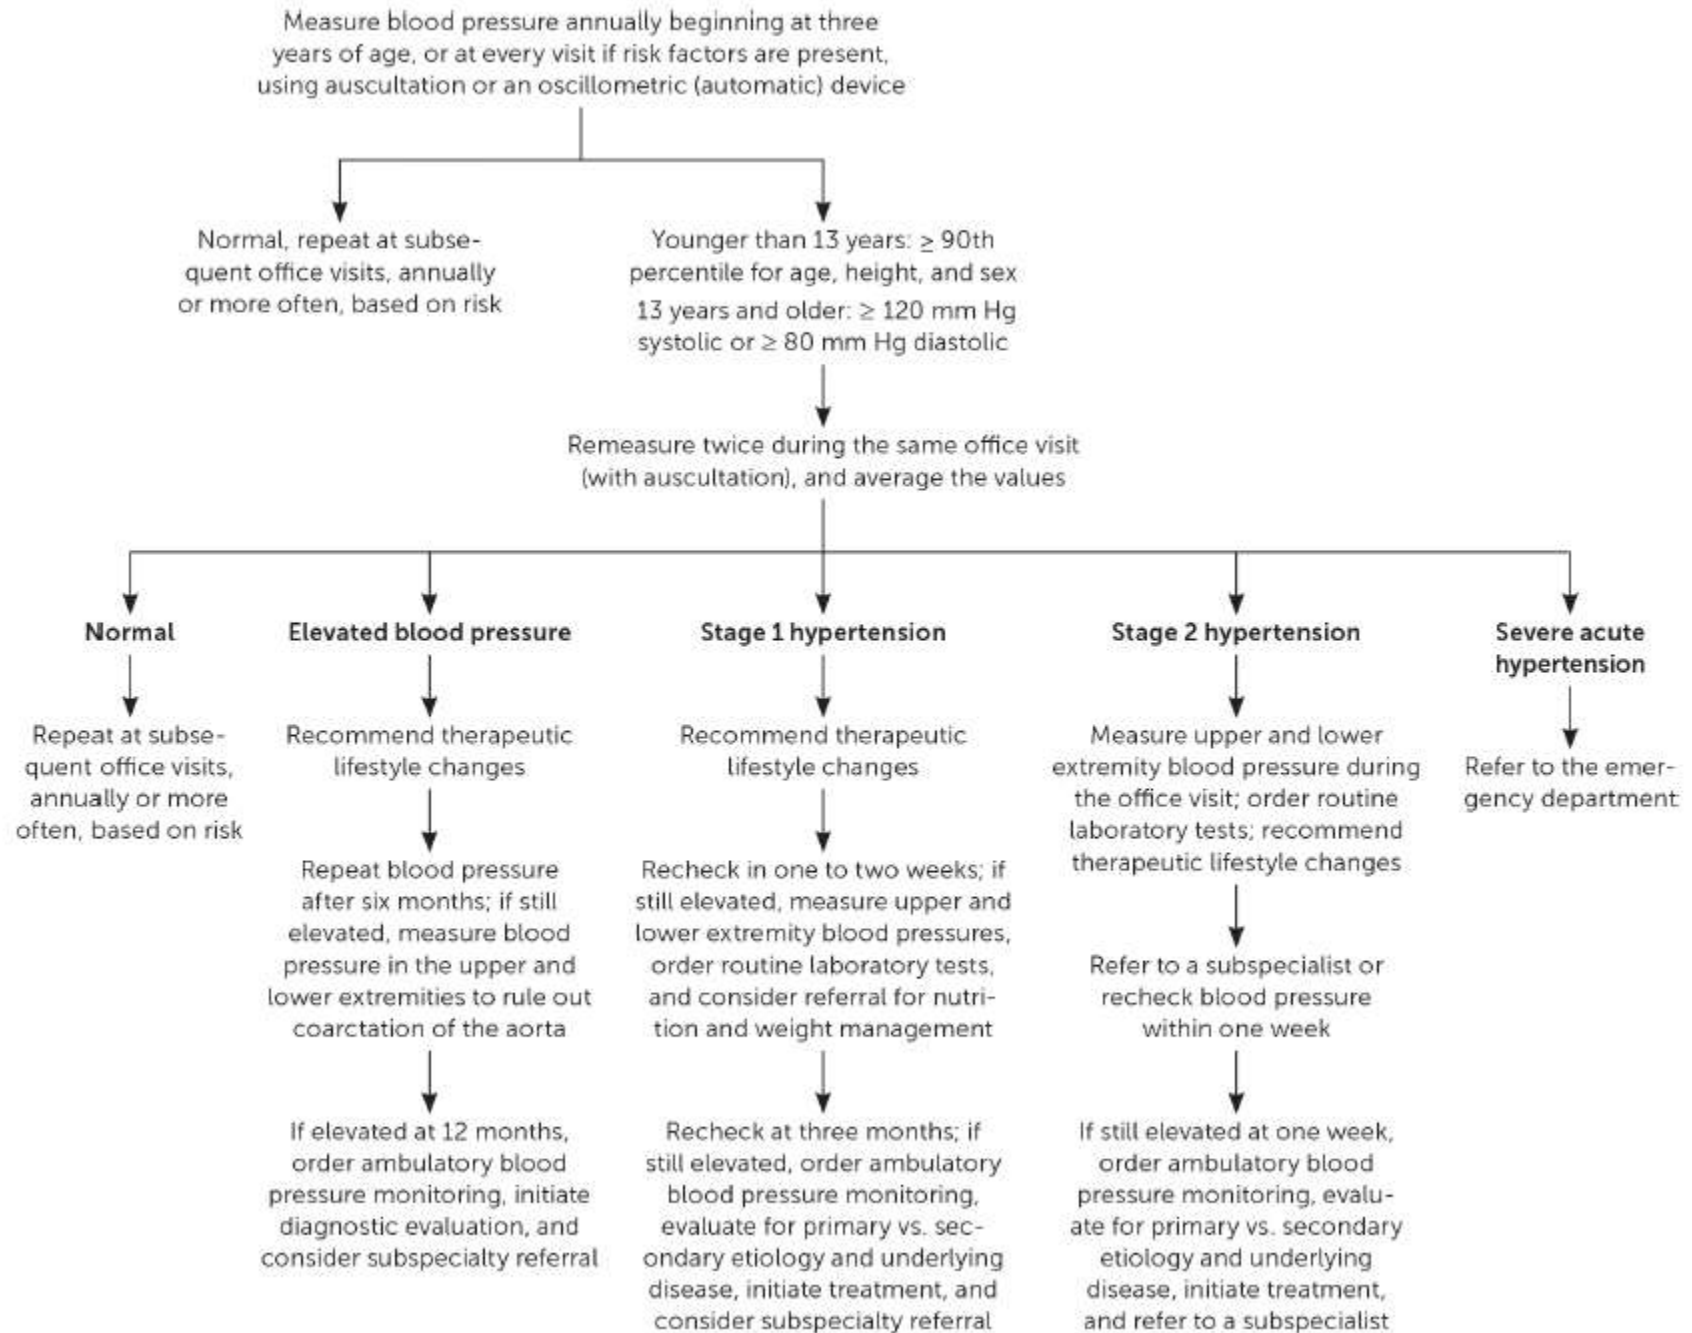 Measure blood pressure annually beginning at three
years of age, or at every visit if risk factors are present,
using auscultation or an oscillometric (automatic) device
Normal, repeat at subse-
quent office visits, annually
or more often, based on risk
Younger than 13 years: ≥ 90th
percentile for age, height, and sex
13 years and older: ≥ 120 mm Hg
systolic or ≥ 80 mm Hg diastolic
Remeasure twice during the same office visit
(with auscultation), and average the values
Normal
Repeat at subse-
quent office visits,
annually or more
often, based on risk
Elevated blood pressure
Recommend therapeutic
lifestyle changes
Repeat blood pressure
after six months; if still
elevated, measure blood
pressure in the upper and
lower extremities to rule out
coarctation of the aorta
If elevated at 12 months,
order ambulatory blood
pressure monitoring, initiate
diagnostic evaluation, and
consider subspecialty referral
Stage 1 hypertension
Recommend therapeutic
lifestyle changes
Recheck in one to two weeks; if
still elevated, measure upper and
lower extremity blood pressures,
order routine laboratory tests,
and consider referral for nutri-
tion and weight management
Recheck at three months; if
still elevated, order ambulatory
blood pressure monitoring,
evaluate for primary vs. sec-
ondary etiology and underlying
disease, initiate treatment, and
consider subspecialty referral
Stage 2 hypertension
Measure upper and lower
extremity blood pressure during
the office visit; order routine
laboratory tests; recommend
therapeutic lifestyle changes
Refer to a subspecialist or
recheck blood pressure
within one week
If still elevated at one week,
order ambulatory blood
pressure monitoring, evalu-
ate for primary vs. secondary
etiology and underlying
disease, initiate treatment,
and refer to a subspecialist
Severe acute
hypertension
Refer to the emer-
gency department